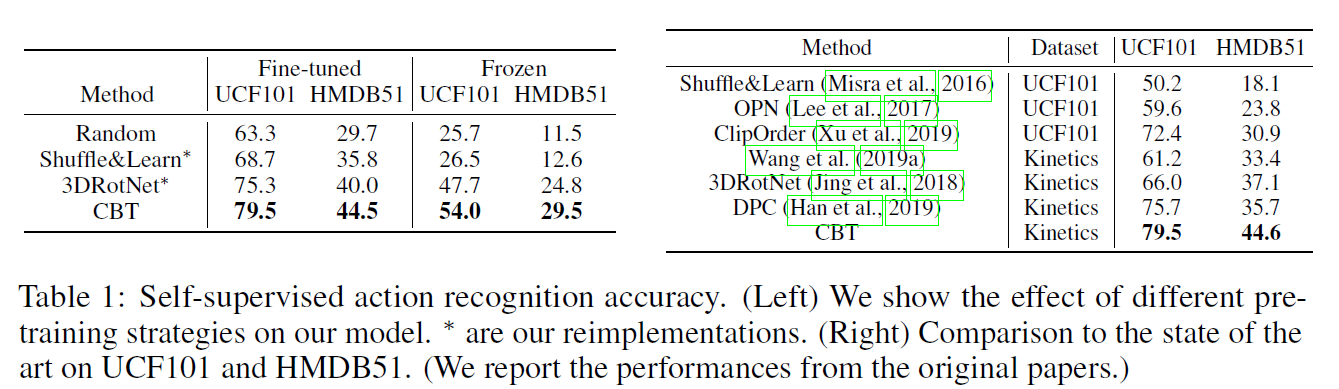 Fine-tuned Frozen
Method UCF101 HMDB51 UCF101 HMDB51
Random 63.3 29.7 25.7 11.5
Shuffle&Learn* 68.7 35.8 26.5 12.6
3DRotNet* 75.3 40.0 47.7 24.8
CBT 79.5 44.5 54.0 29.5
Method Dataset UCF101 HMDB51
Shuffle&Learn (Misra et al., 2016) UCF101 50.2 18.1
OPN (Lee et al., 2017) UCF101 59.6 23.8
ClipOrder (Xu et al., 2019) UCF101 72.4 30.9
Wang et al. (2019a) Kinetics 61.2 33.4
3DRotNet (Jing et al., 2018) Kinetics 66.0 37.1
DPC (Han et al., 2019) Kinetics 75.7 35.7
CBT Kinetics 79.5 44.6
Table 1: Self-supervised action recognition accuracy. (Left) We show the effect of different pre-
training strategies on our model. * are our reimplementations. (Right) Comparison to the state of the
art on UCF101 and HMDB51. (We report the performances from the original papers.)